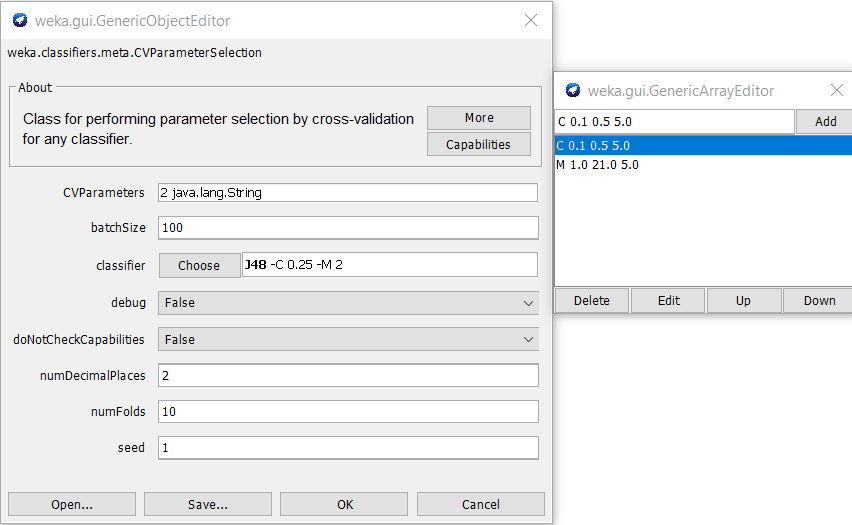 weka.gui.GenericObjectEditor
weka.classifiers.meta.CVParameterSelection
About
Class for performing parameter selection by cross-validation
for any classifier.
More
Capabilities
CVParameters 2 java.lang.String
batchSize 100
classifier Choose J48 -C 0.25 -M 2
debug False
doNotCheckCapabilities False
numDecimalPlaces 2
numFolds 10
seed 1
Open... Save... OK Cancel
weka.gui.GenericArrayEditor
C 0.1 0.5 5.0 Add
C 0.1 0.5 5.0
M 1.0 21.0 5.0
Delete Edit Up Down